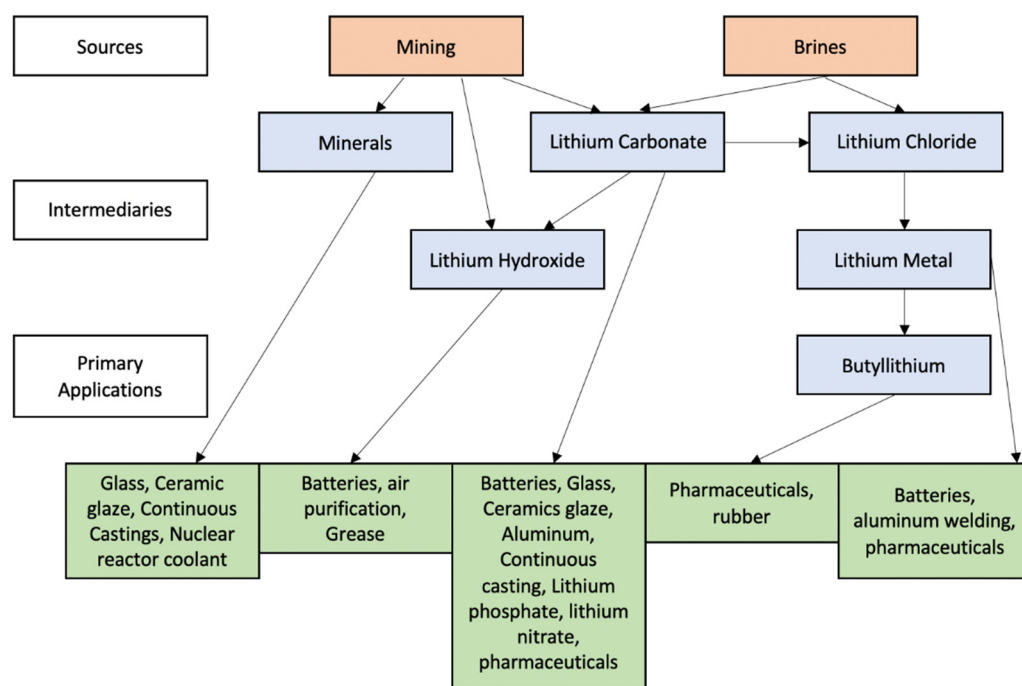 Sources
Mining
Brines
Minerals
Lithium Carbonate
Lithium Chloride
Intermediaries
Lithium Hydroxide
Lithium Metal
Primary
Applications
Butyllithium
Glass, Ceramic
glaze, Continuous
Castings, Nuclear
reactor coolant
Batteries, air
purification,
Grease
Batteries, Glass,
Ceramics glaze,
Aluminum,
Continuous
casting, Lithium
phosphate, lithium
nitrate,
pharmaceuticals
Pharmaceuticals,
rubber
Batteries,
aluminum welding,
pharmaceuticals